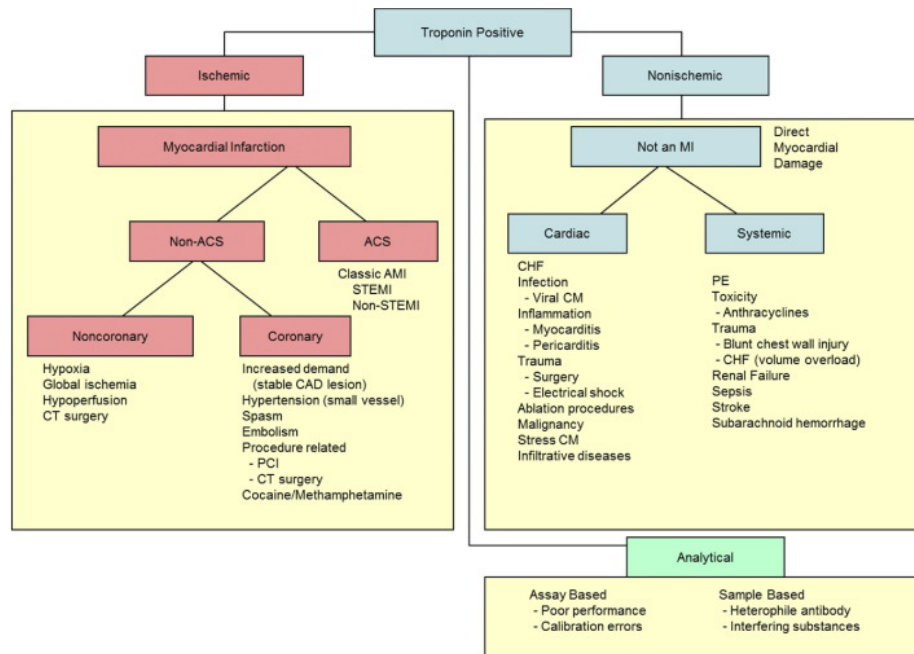 Troponin Positive
Ischemic
Nonischemic
Myocardial Infarction
Non-ACS
ACS
Classic AMI
STEMI
Non-STEMI
Noncoronary
Hypoxia
Global ischemia
Hypoperfusion
CT surgery
Coronary
Increased demand
(stable CAD lesion)
Hypertension (small vessel)
Spasm
Embolism
Procedure related
- PCI
- CT surgery
Cocaine/Methamphetamine
Not an MI
Direct
Myocardial
Damage
Cardiac
CHF
Infection
- Viral CM
Inflammation
- Myocarditis
- Pericarditis
Trauma
- Surgery
- Electrical shock
Ablation procedures
Malignancy
Stress CM
Infiltrative diseases
Systemic
PE
Toxicity
- Anthracyclines
Trauma
- Blunt chest wall injury
- CHF (volume overload)
Renal Failure
Sepsis
Stroke
Subarachnoid hemorrhage
Analytical
Assay Based
- Poor performance
- Calibration errors
Sample Based
- Heterophile antibody
- Interfering substances